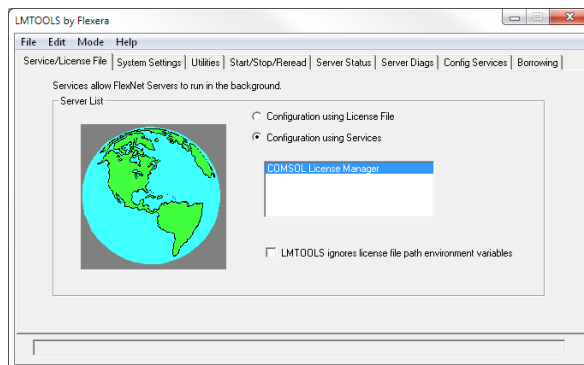 LMTOOLS by Flexera
File Edit Mode Help
Service/License File System Settings Utilities Start/Stop/Reread Server Status Server Diags Config Services Borrowing
Services allow FlexNet Servers to run in the background.
Server List
Configuration using License File
Configuration using Services
COMSOL License Manager
LMTOOLS ignores license file path environment variables